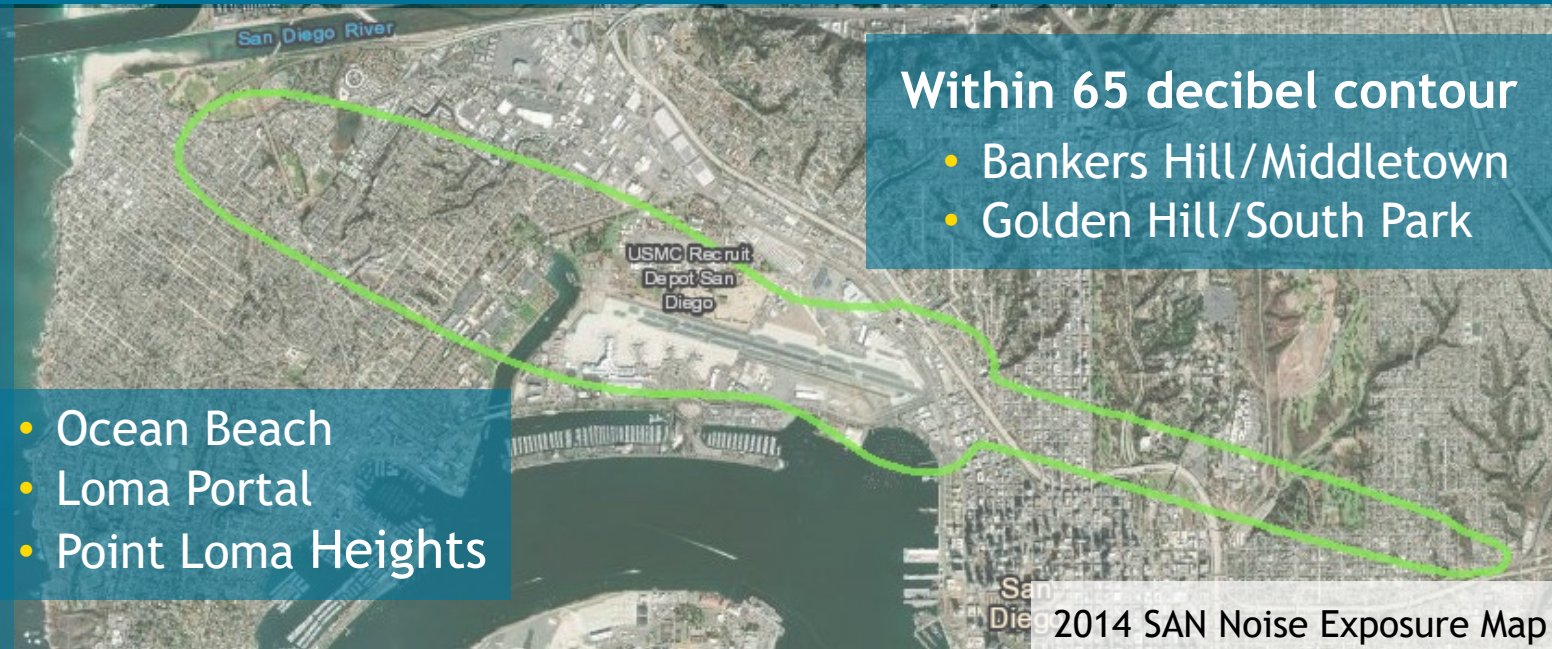 San Diego River
Within 65 decibel contour
• Bankers Hill/Middletown
• Golden Hill/South Park
USMC Recruit
Depot San
Diego
• Ocean Beach
• Loma Portal
• Point Loma Heights
San
Diego
2014 SAN Noise Exposure Map